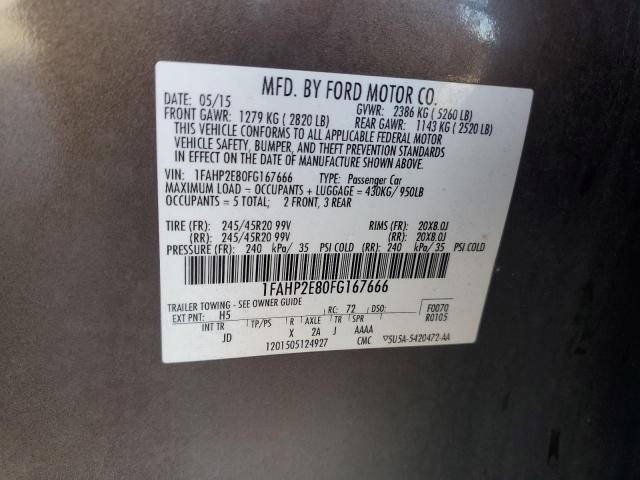 MFD. BY FORD MOTOR CO.
DATE: 05/15 GVWR: 2386 KG ( 5260 LB)
FRONT GAWR: 1279 KG ( 2820 LB) REAR GAWR: 1143 KG ( 2520 LB)
THIS VEHICLE CONFORMS TO ALL APPLICABLE FEDERAL MOTOR
VEHICLE SAFETY, BUMPER, AND THEFT PREVENTION STANDARDS
IN EFFECT ON THE DATE OF MANUFACTURE SHOWN ABOVE.
VIN: 1FAHP2E80FG167666 TYPE: Passenger Car
MAXIMUM LOAD - OCCUPANTS + LUGGAGE = 430KG/ 950LB
OCCUPANTS = 5 TOTAL; 2 FRONT, 3 REAR
TIRE (FR): 245/45R20 99V RIMS (FR): 20X8.0J
(RR): 245/45R20 99V (RR): 20X8.0J
PRESSURE (FR): 240 kPa/ 35 PSI COLD (RR): 240 kPa/ 35 PSI COLD
1FAHP2E80FG167666
TRAILER TOWING - SEE OWNER GUIDE
EXT PNT: H5 RC: 72 DSO: F0070
INT TR TP/PS R AXLE TR SPR R0105
JD X 2A J AAAA
1201505124927 CMC 5U5A-5420472-AA